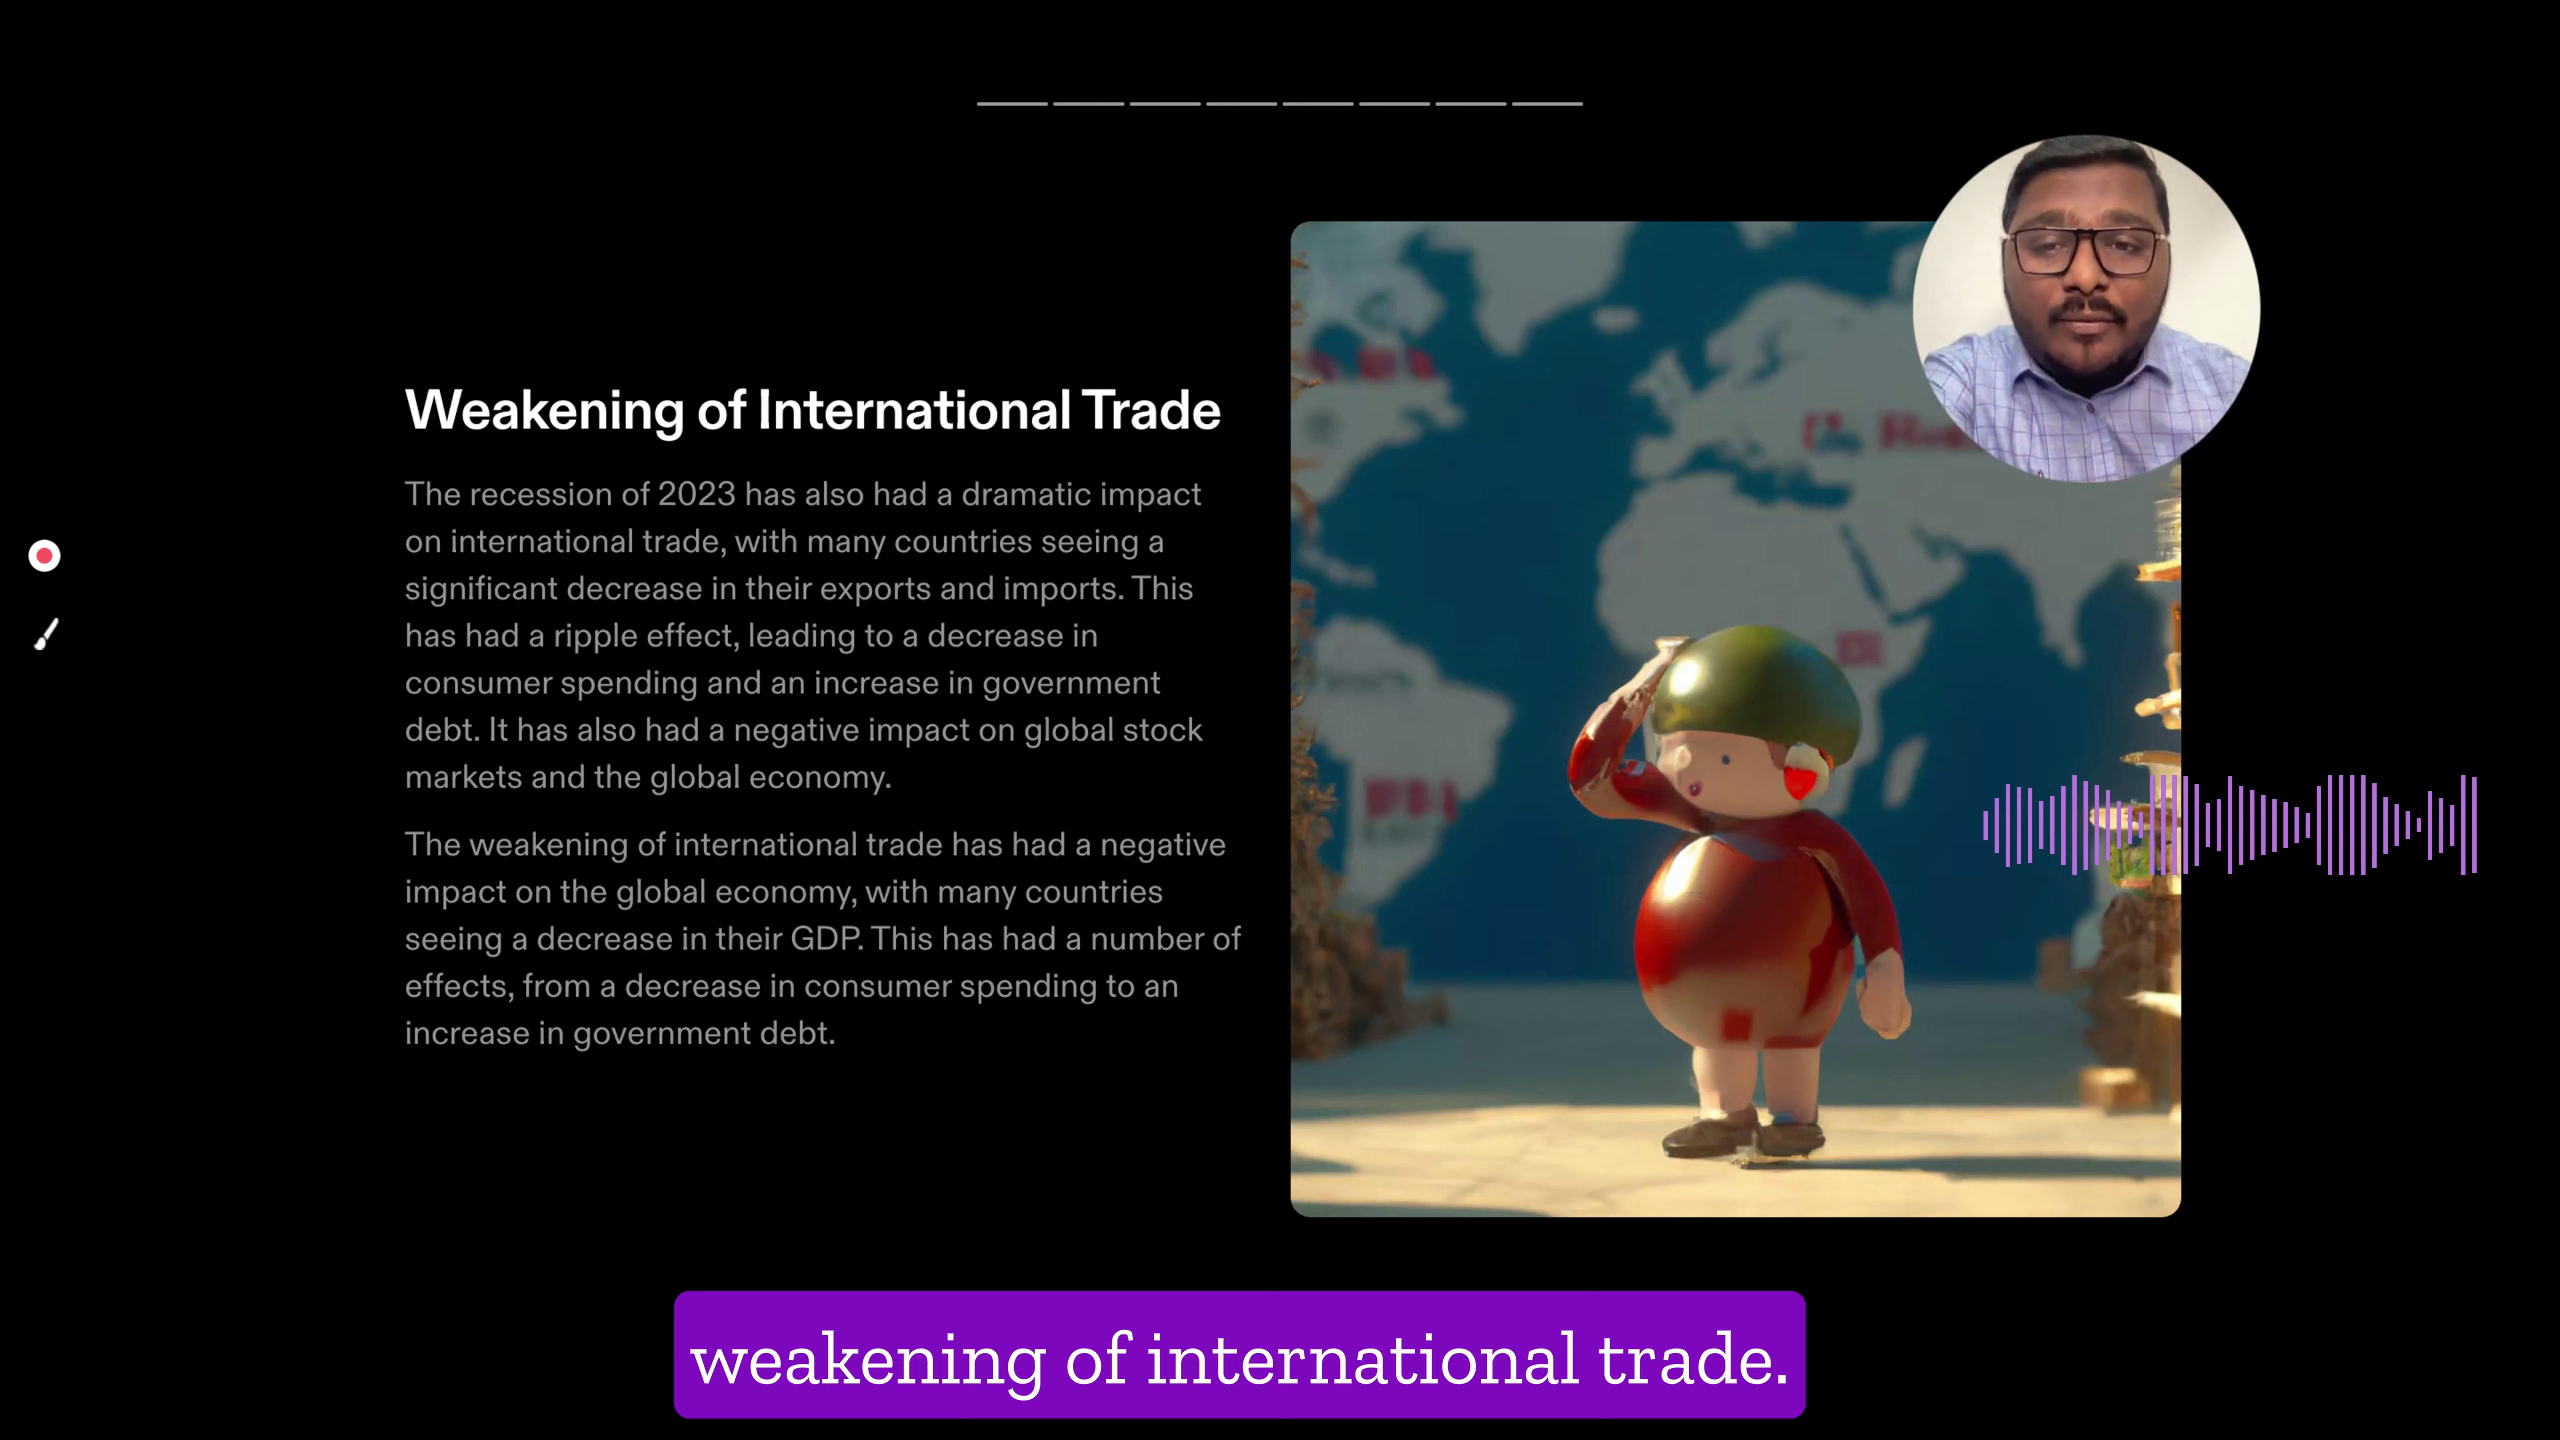 Weakening of International Trade
The recession of 2023 has also had a dramatic impact
on international trade, with many countries seeing a
significant decrease in their exports and imports. This
has had a ripple effect, leading to a decrease in
consumer spending and an increase in government
debt. It has also had a negative impact on global stock
markets and the global economy.
The weakening of international trade has had a negative
impact on the global economy, with many countries
seeing a decrease in their GDP. This has had a number of
effects, from a decrease in consumer spending to an
increase in government debt.
weakening of international trade.